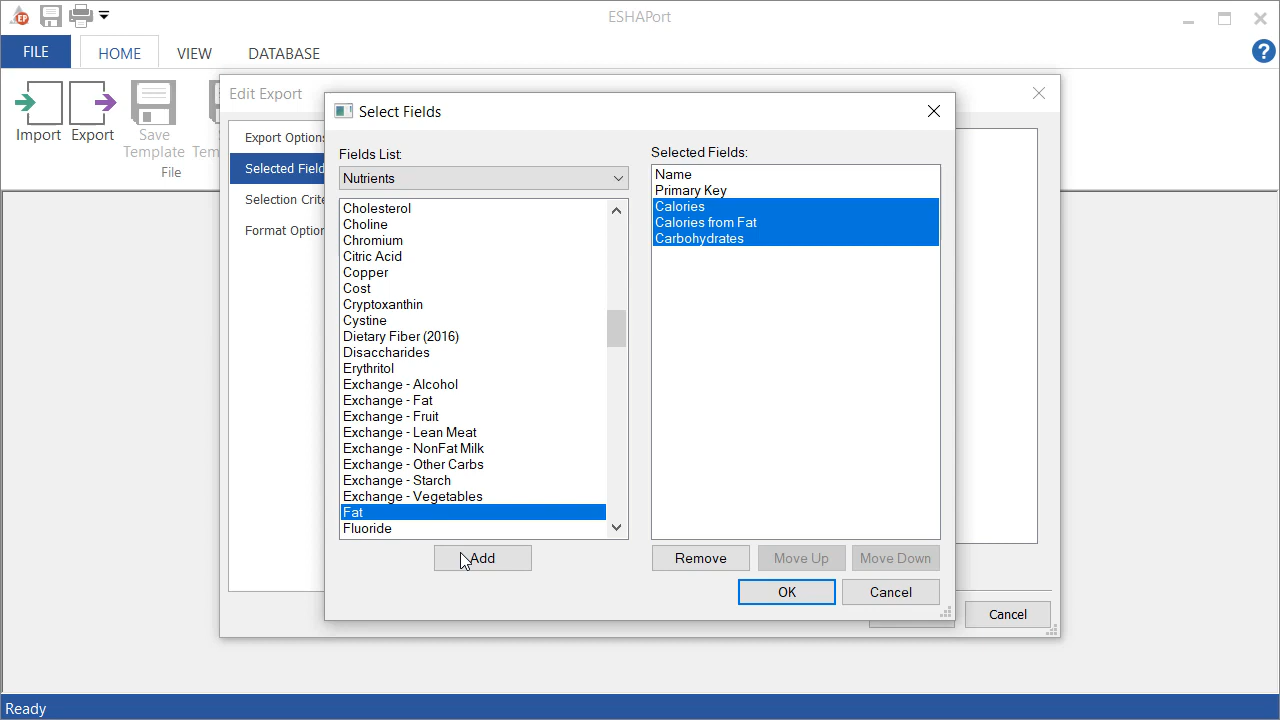 EP
ESHAPort
FILE
HOME
VIEW
DATABASE
?
Import
Export
Save
Template
S
Tem
File
Edit Export
Export Options
Selected Field
Selection Crite
Format Option
Cancel
Select Fields
Fields List:
Nutrients
Cholesterol
Choline
Chromium
Citric Acid
Copper
Cost
Cryptoxanthin
Cystine
Dietary Fiber (2016)
Disaccharides
Erythritol
Exchange - Alcohol
Exchange - Fat
Exchange - Fruit
Exchange - Lean Meat
Exchange - NonFat Milk
Exchange - Other Carbs
Exchange - Starch
Exchange - Vegetables
Fat
Fluoride
Add
Selected Fields:
Name
Primary Key
Calories
Calories from Fat
Carbohydrates
Remove
Move Up
Move Down
OK
Cancel
Ready